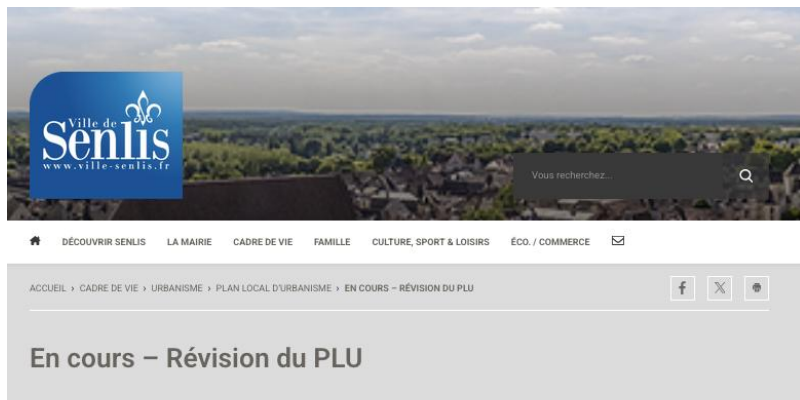 Ville de
Senlis
www.ville-senlis.fr
Vous recherchez...
DÉCOUVRIR SENLIS LA MAIRIE CADRE DE VIE FAMILLE CULTURE, SPORT & LOISIRS ÉCO. / COMMERCE
ACCUEIL › CADRE DE VIE › URBANISME › PLAN LOCAL D'URBANISME › EN COURS – RÉVISION DU PLU
En cours – Révision du PLU